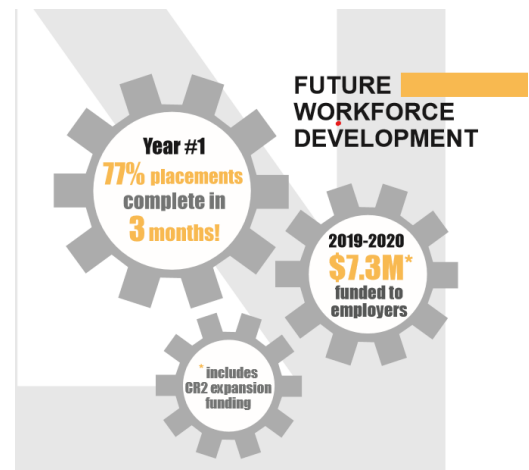 FUTURE
WORKFORCE
DEVELOPMENT
Year #1
77% placements
complete in
3 months!
2019-2020
$7.3M*
funded to
employers
* includes
CR2 expansion
funding